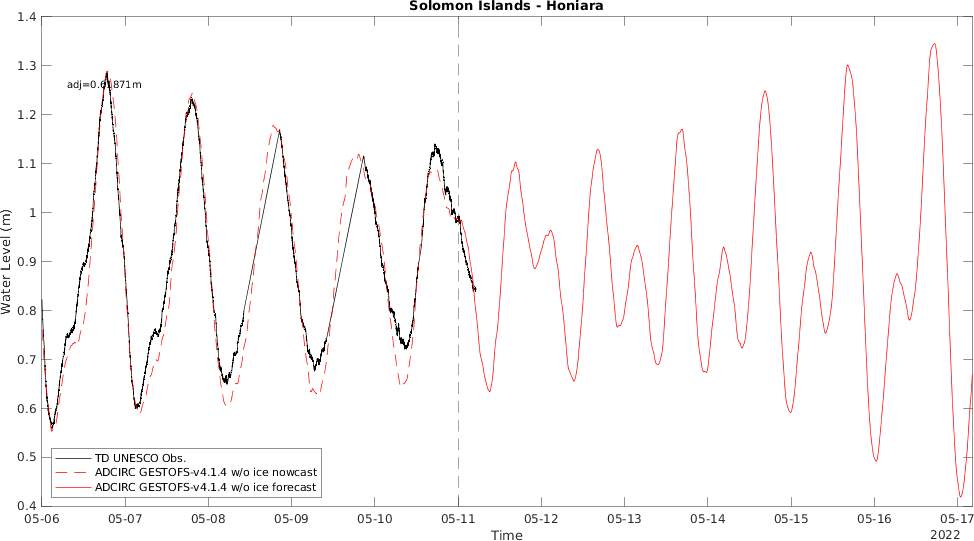 Solomon Islands - Honiara
1.4
1.3
1.2
1.1
1
0.9
0.8
0.7
0.6
0.5
0.4
Water Level (m)
TD UNESCO Obs.
ADCIRC GESTOFS-v4.1.4 w/o ice nowcast
ADCIRC GESTOFS-v4.1.4 w/o ice forecast
05-06 05-07 05-08 05-09 05-10 05-11 05-12 05-13 05-14 05-15 05-16 05-17
Time
2022